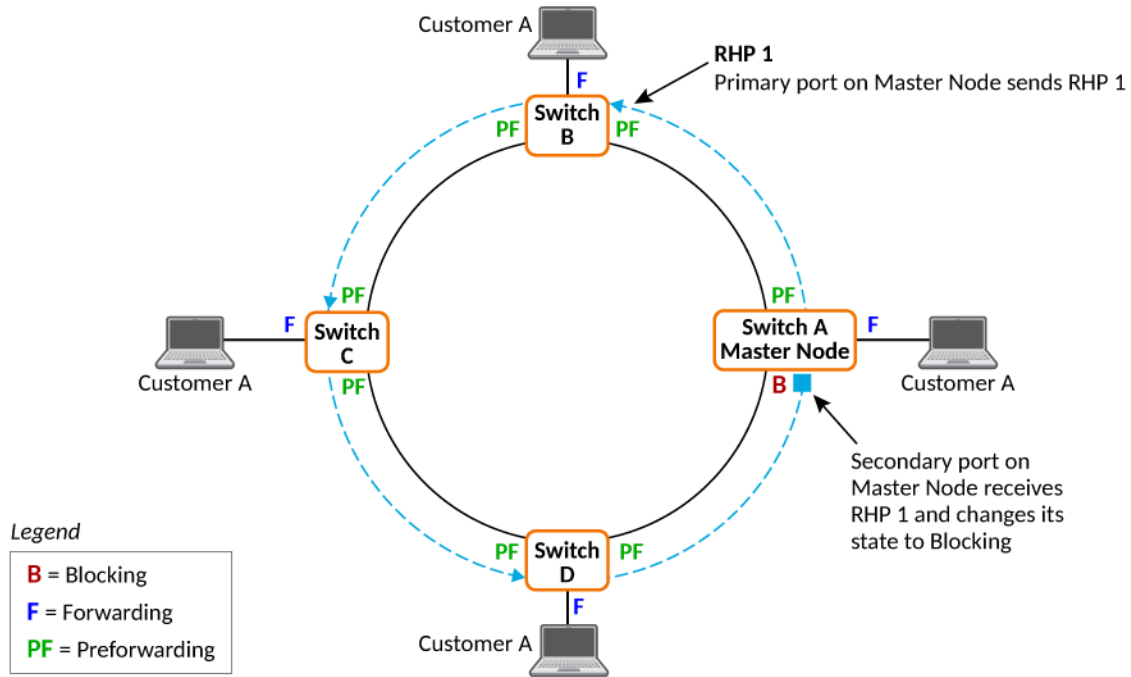 Customer A
RHP 1
Primary port on Master Node sends RHP 1
F
Switch
B
PF
PF
PF
PF
F
Switch
C
Switch A
Master Node
F
Customer A
PF
B
Customer A
Secondary port on
Master Node receives
RHP 1 and changes its
state to Blocking
Legend
B = Blocking
F = Forwarding
PF = Preforwarding
PF
Switch
D
PF
F
Customer A